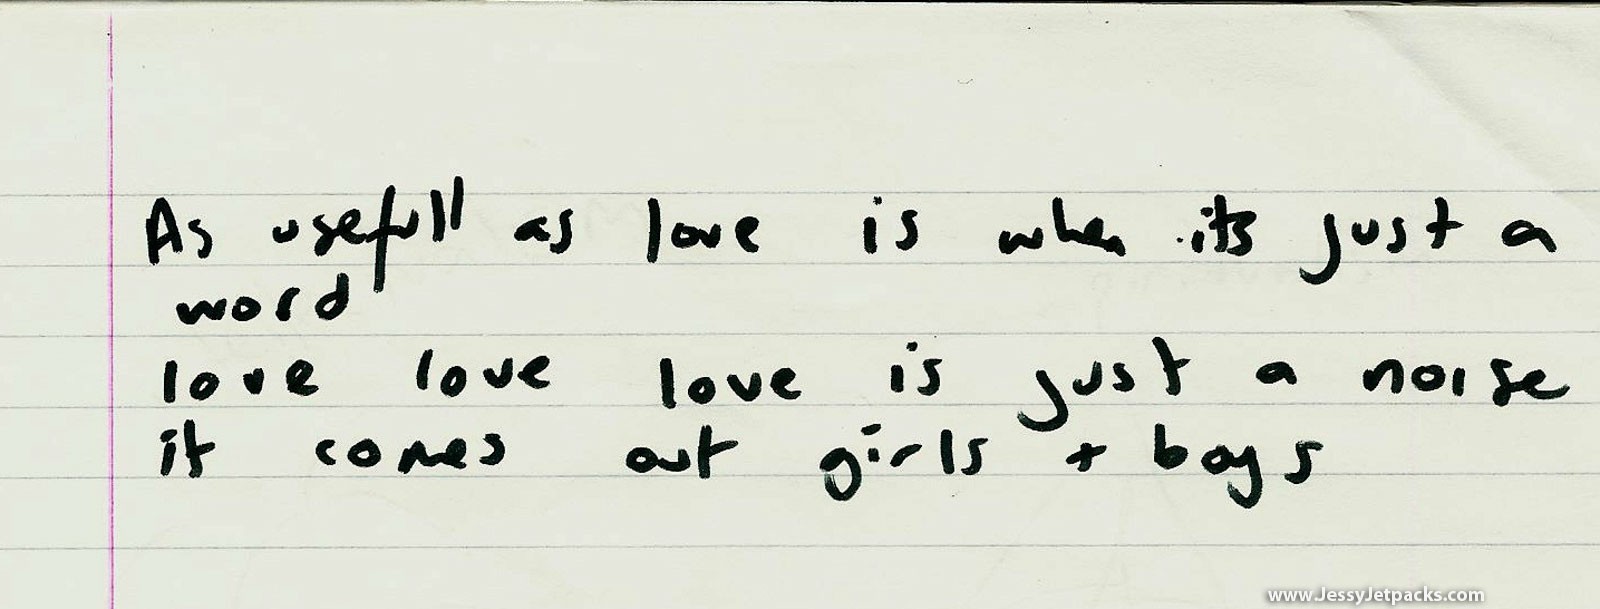 As usefull as love is when its just a
word
love love love is just a noise
it comes out girls + boys
www.JessyJetpacks.com